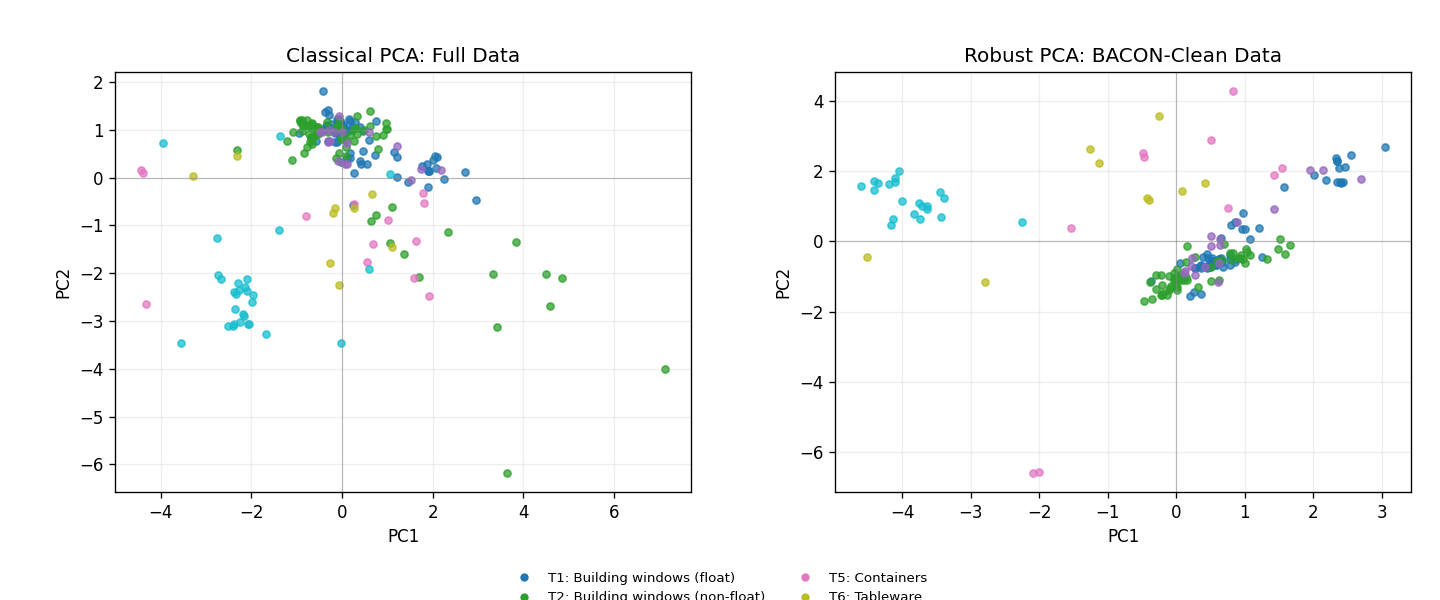 Classical PCA: Full Data
2
1
0
−1
−2
−3
−4
−5
−6
PC2
−4
−2
0
2
4
6
PC1
Robust PCA: BACON-Clean Data
4
2
0
−2
−4
−6
PC2
−4
−3
−2
−1
0
1
2
3
PC1
T1: Building windows (float)
T5: Containers
T2: Building windows (non-float)
T6: Tableware